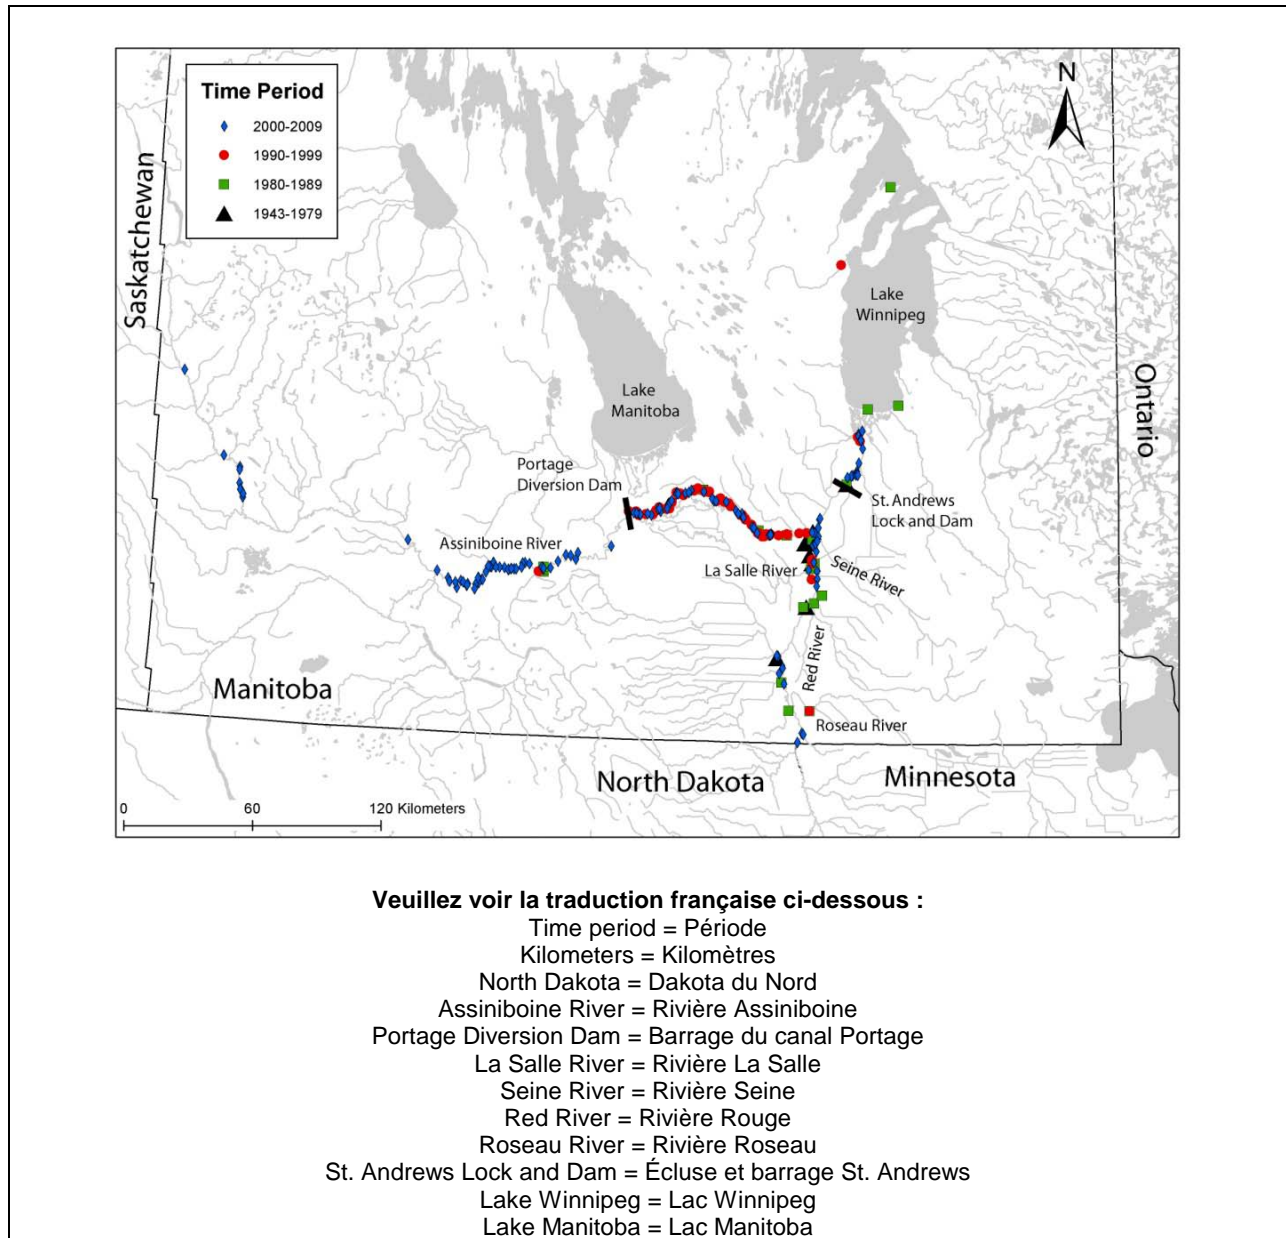 Time Period
2000-2009
1990-1999
1980-1989
1943-1979
N
Saskatchewan
Ontario
Lake
Winnipeg
Lake
Manitoba
Portage
Diversion Dam
St. Andrews
Lock and Dam
Assiniboine River
La Salle River
Seine River
Red River
Manitoba
Roseau River
North Dakota
Minnesota
0 60 120 Kilometers
Veuillez voir la traduction française ci-dessous :
Time period = Période
Kilometers = Kilomètres
North Dakota = Dakota du Nord
Assiniboine River = Rivière Assiniboine
Portage Diversion Dam = Barrage du canal Portage
La Salle River = Rivière La Salle
Seine River = Rivière Seine
Red River = Rivière Rouge
Roseau River = Rivière Roseau
St. Andrews Lock and Dam = Écluse et barrage St. Andrews
Lake Winnipeg = Lac Winnipeg
Lake Manitoba = Lac Manitoba